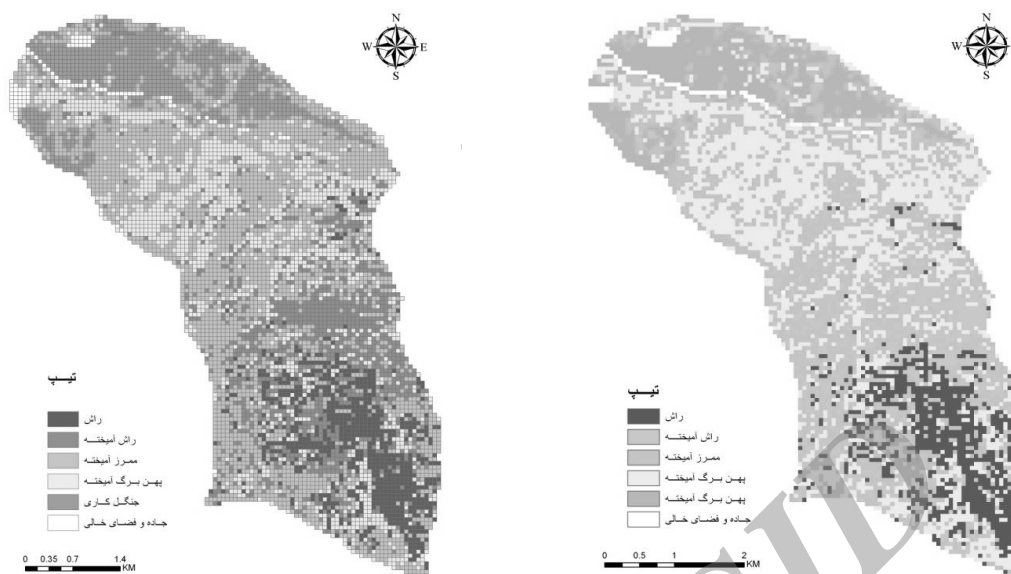 N
W E
S
تیپ
راش
راش آمیخته
ممرز آمیخته
پهن برگ آمیخته
جنگل کاری
جاده و فضای خالی
0 0.35 0.7 1.4
KM
N
W E
S
تیپ
راش
راش آمیخته
ممرز آمیخته
پهن برگ آمیخته
پهن برگ آمیخته
جاده و فضای خالی
0 0.5 1 2
KM
SID